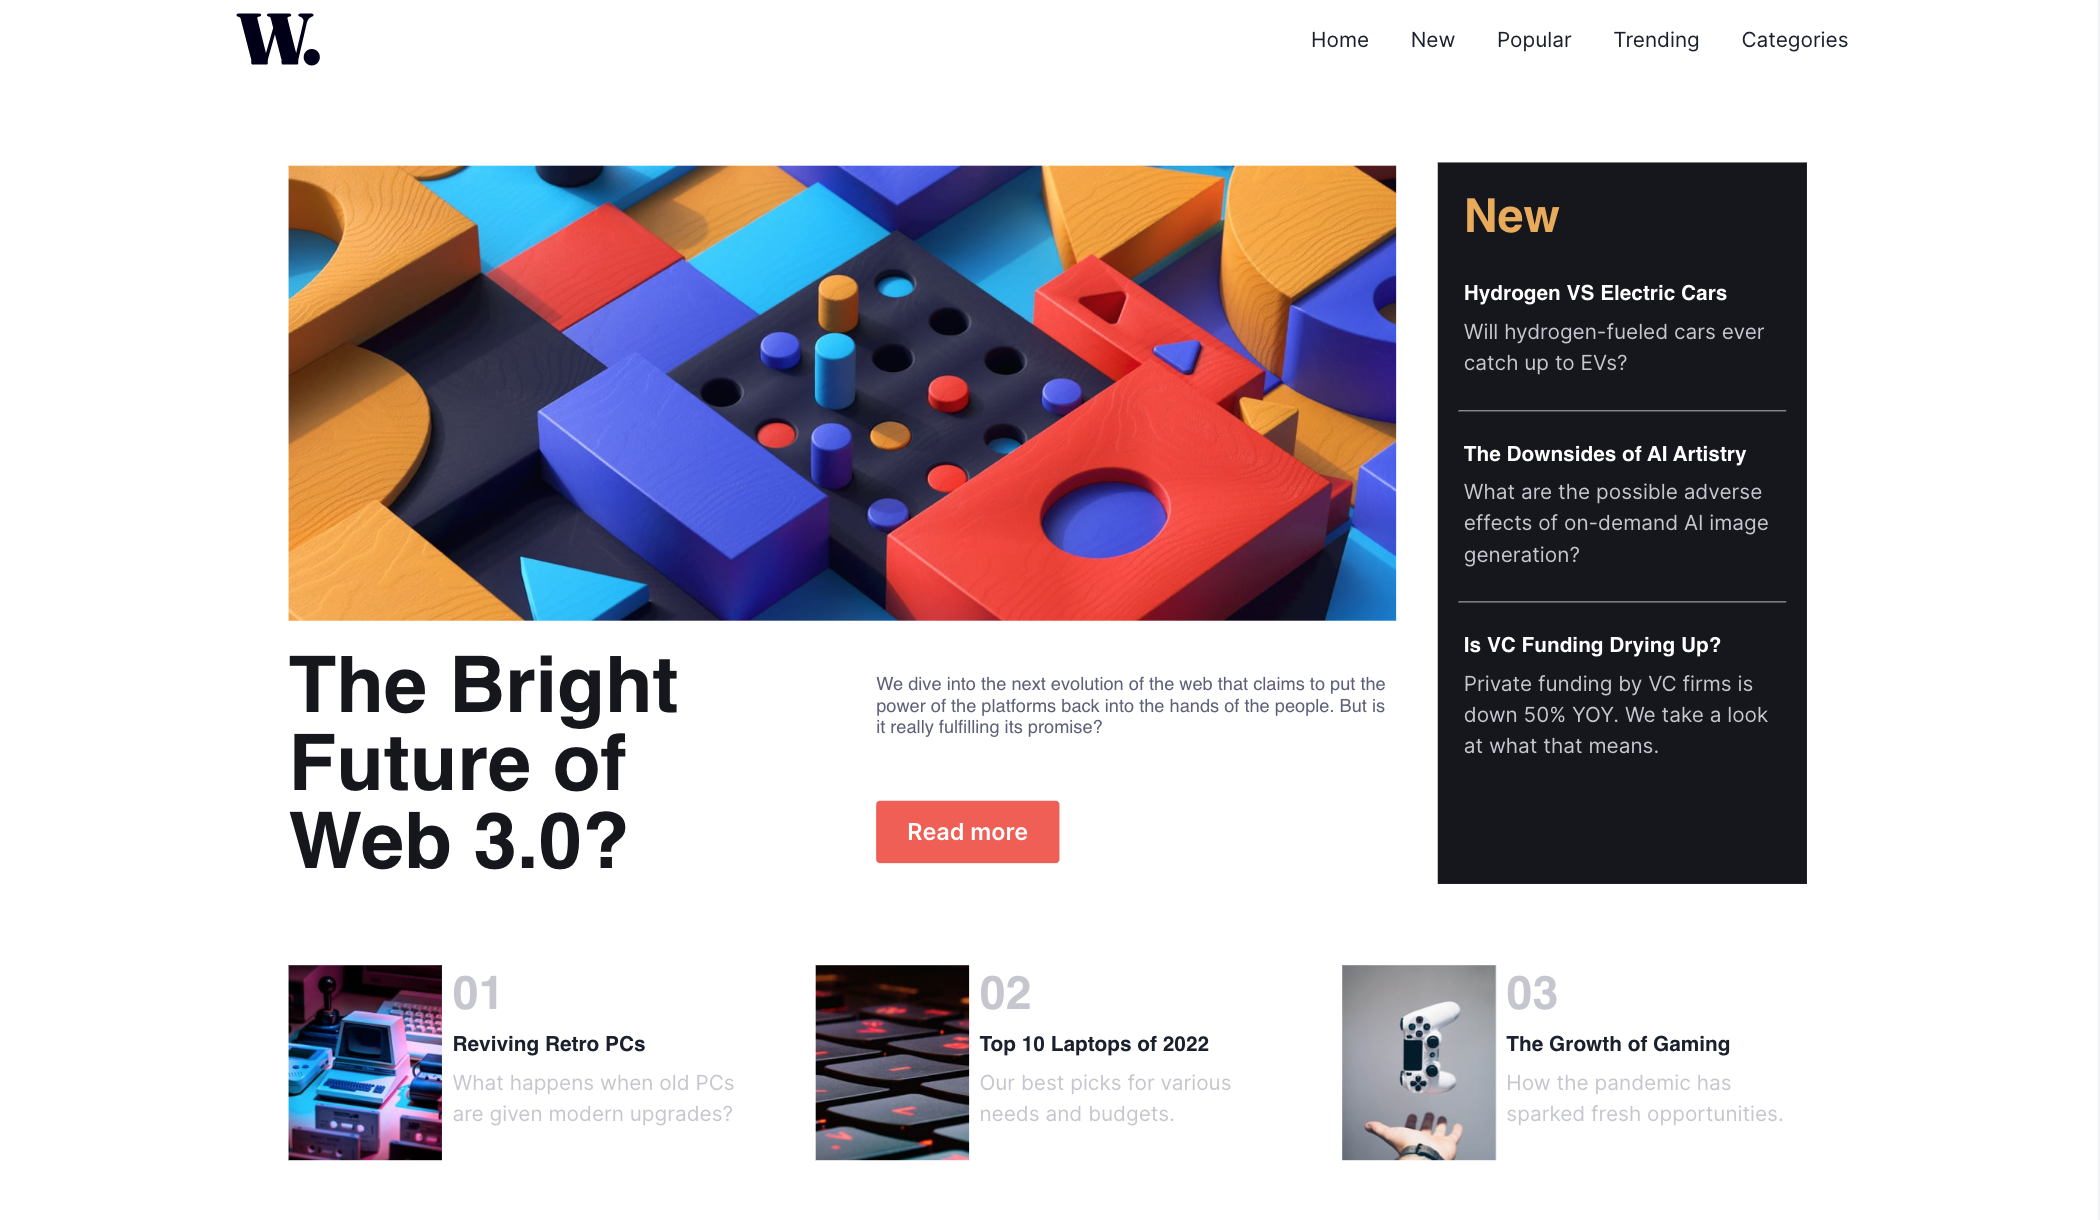 W.
Home New Popular Trending Categories
The Bright
Future of
Web 3.0?
We dive into the next evolution of the web that claims to put the
power of the platforms back into the hands of the people. But is
it really fulfilling its promise?
Read more
New
Hydrogen VS Electric Cars
Will hydrogen-fueled cars ever
catch up to EVs?
The Downsides of AI Artistry
What are the possible adverse
effects of on-demand AI image
generation?
Is VC Funding Drying Up?
Private funding by VC firms is
down 50% YOY. We take a look
at what that means.
01
Reviving Retro PCs
What happens when old PCs
are given modern upgrades?
02
Top 10 Laptops of 2022
Our best picks for various
needs and budgets.
03
The Growth of Gaming
How the pandemic has
sparked fresh opportunities.